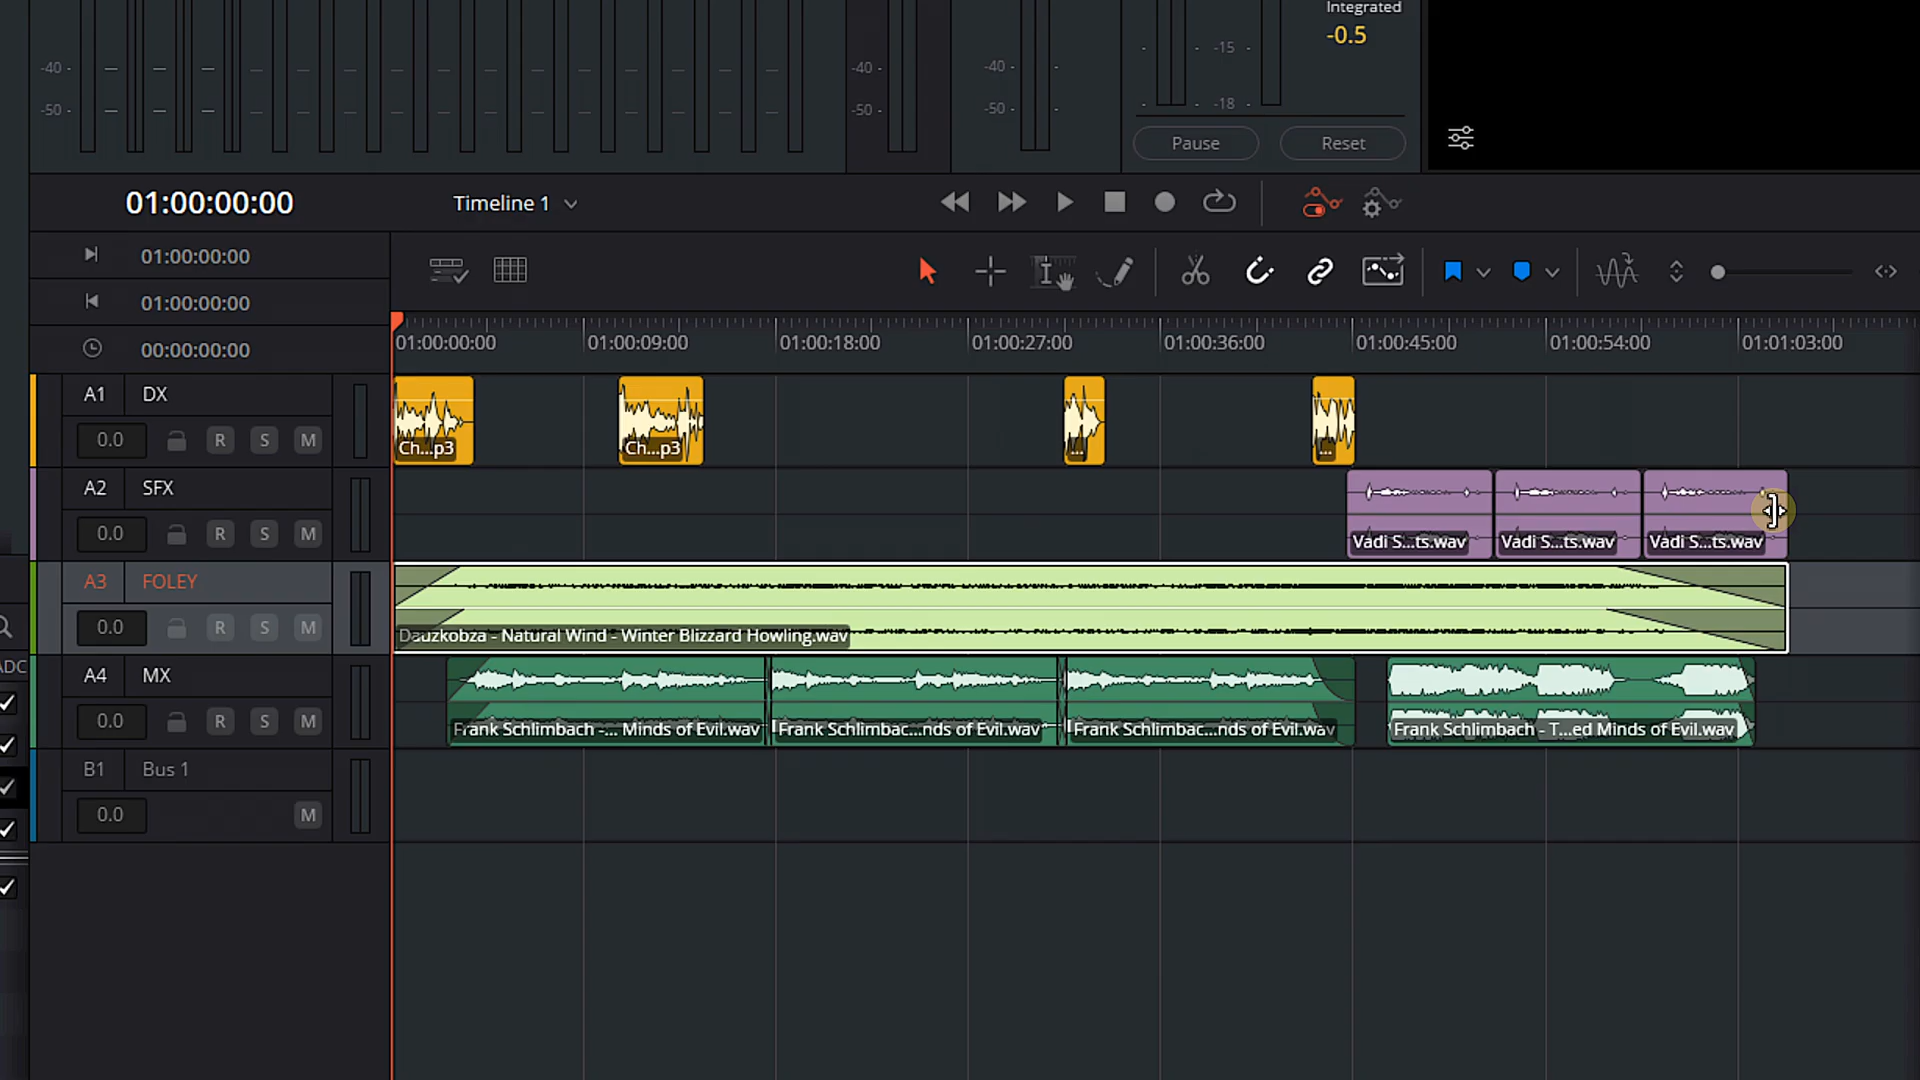 Integrated
-0.5
-40
-50
-40
-50
-40
-50
-15
-18
Pause
Reset
01:00:00:00
Timeline 1
01:00:00:00
01:00:00:00
00:00:00:00
01:00:00:00
01:00:09:00
01:00:18:00
01:00:27:00
01:00:36:00
01:00:45:00
01:00:54:00
01:01:03:00
A1 DX
0.0 R S M
Ch...p3
Ch...p3
...
...
A2 SFX
0.0 R S M
Vadi S...ts.wav
Vadi S...ts.wav
Vadi S...ts.wav
A3 FOLEY
0.0 R S M
Dauzkobza - Natural Wind - Winter Blizzard Howling.wav
ADC
A4 MX
0.0 R S M
Frank Schlimbach -... Minds of Evil.wav
Frank Schlimbac...nds of Evil.wav
Frank Schlimbac...nds of Evil.wav
Frank Schlimbach - T...ed Minds of Evil.wav
B1 Bus 1
0.0 M